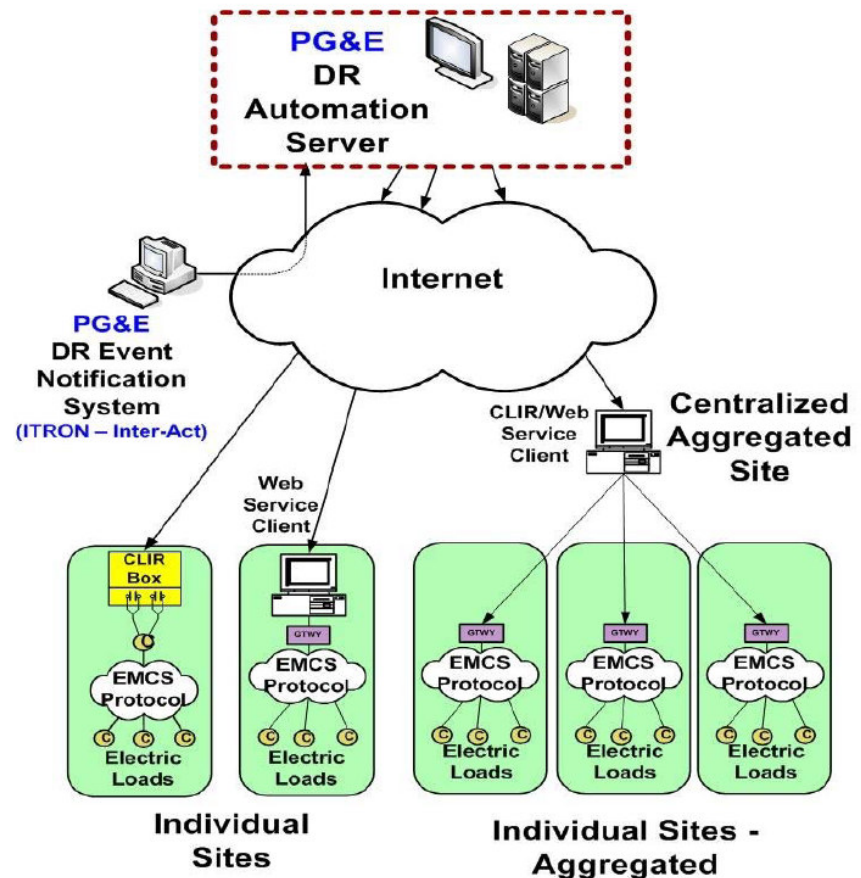 PG&E
DR
Automation
Server
Internet
PG&E
DR Event
Notification
System
(ITRON – Inter-Act)
CLIR/Web
Service
Client
Centralized
Aggregated
Site
Web
Service
Client
CLIR
Box
C
EMCS
Protocol
C C C
Electric
Loads
GTWY
EMCS
Protocol
C C C
Electric
Loads
Individual
Sites
GTWY
EMCS
Protocol
C C C
Electric
Loads
GTWY
EMCS
Protocol
C C C
Electric
Loads
GTWY
EMCS
Protocol
C C C
Electric
Loads
Individual Sites -
Aggregated